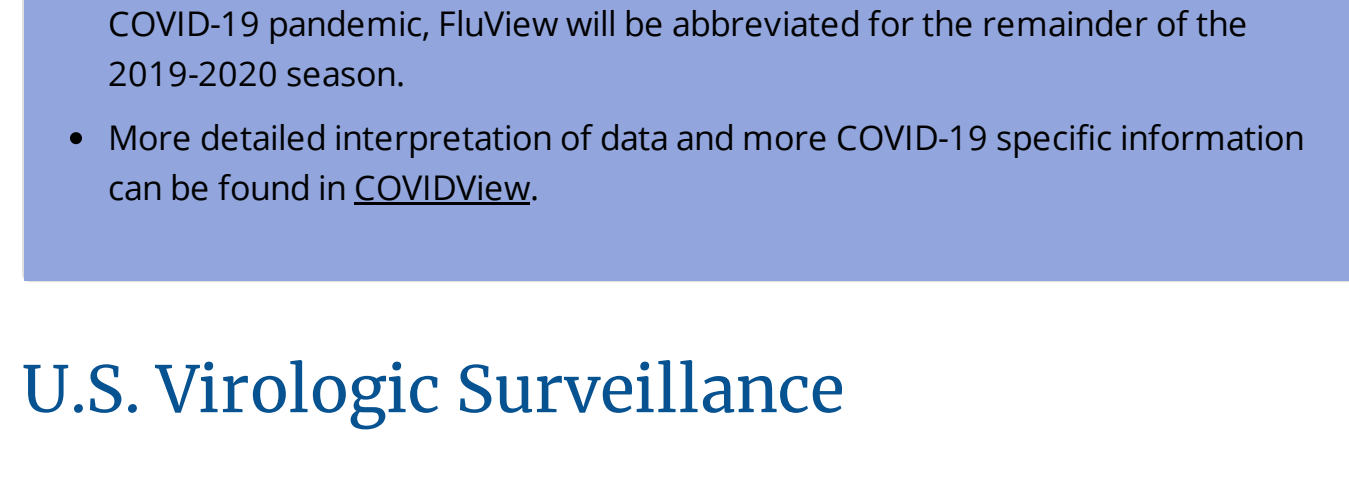 COVID-19 pandemic, FluView will be abbreviated for the remainder of the
2019-2020 season.
• More detailed interpretation of data and more COVID-19 specific information
can be found in COVIDView.
U.S. Virologic Surveillance